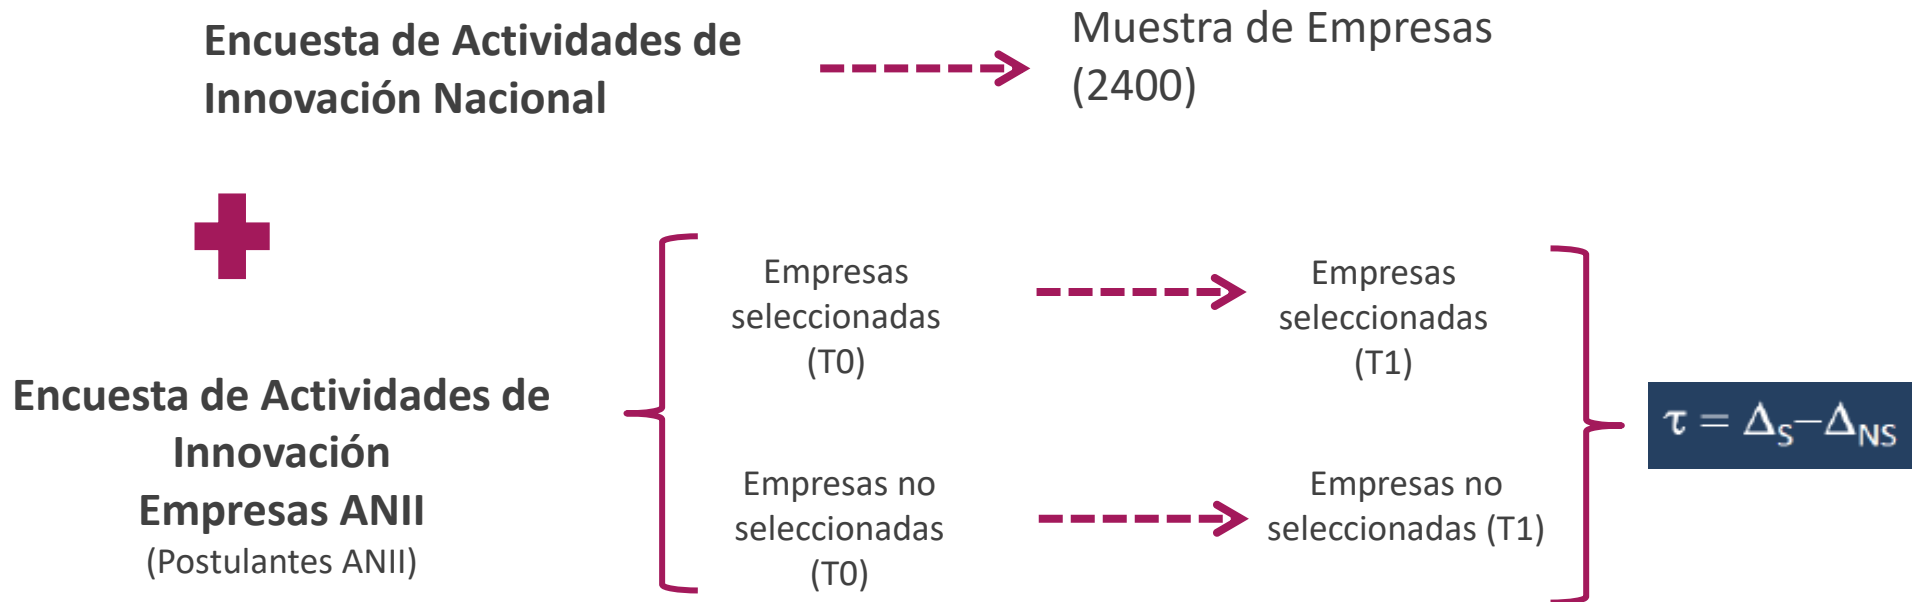 Encuesta de Actividades de
Innovación Nacional
Muestra de Empresas
(2400)
Encuesta de Actividades de
Innovación
Empresas ANII
(Postulantes ANII)
Empresas
seleccionadas
(T0)
Empresas
seleccionadas
(T1)
Empresas no
seleccionadas
(T0)
Empresas no
seleccionadas (T1)
τ = Δ_S−Δ_NS